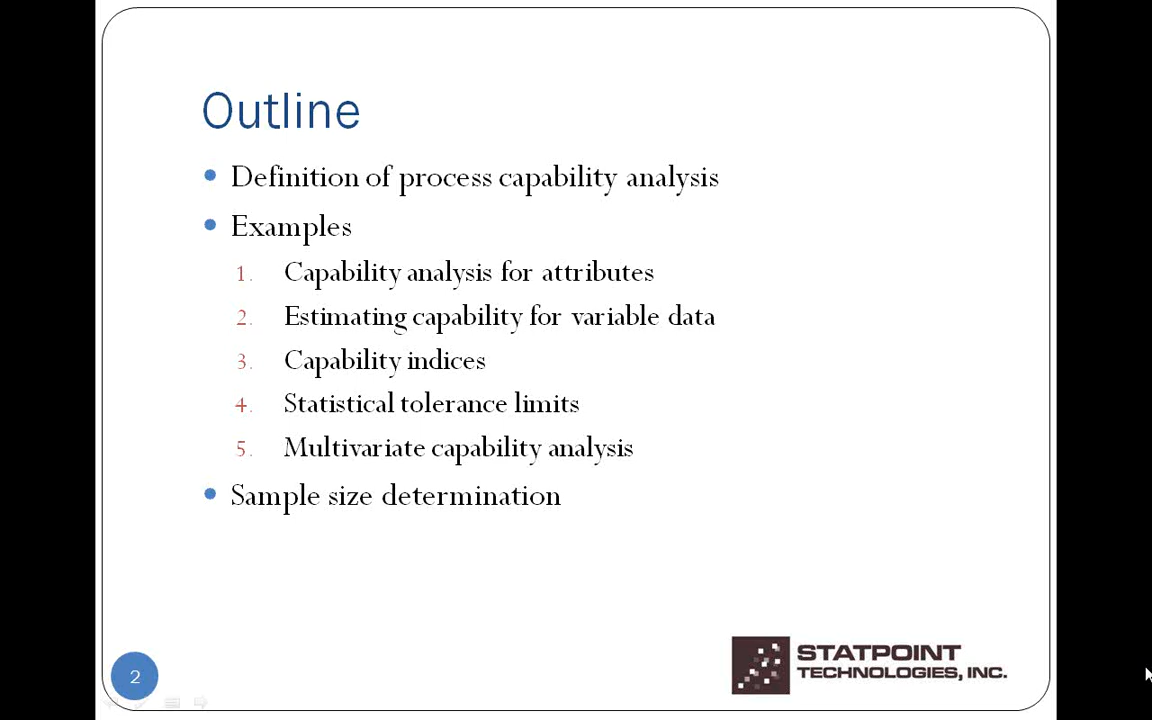 Outline
• Definition of process capability analysis
• Examples
1. Capability analysis for attributes
2. Estimating capability for variable data
3. Capability indices
4. Statistical tolerance limits
5. Multivariate capability analysis
• Sample size determination
2
STATPOINT
TECHNOLOGIES, INC.